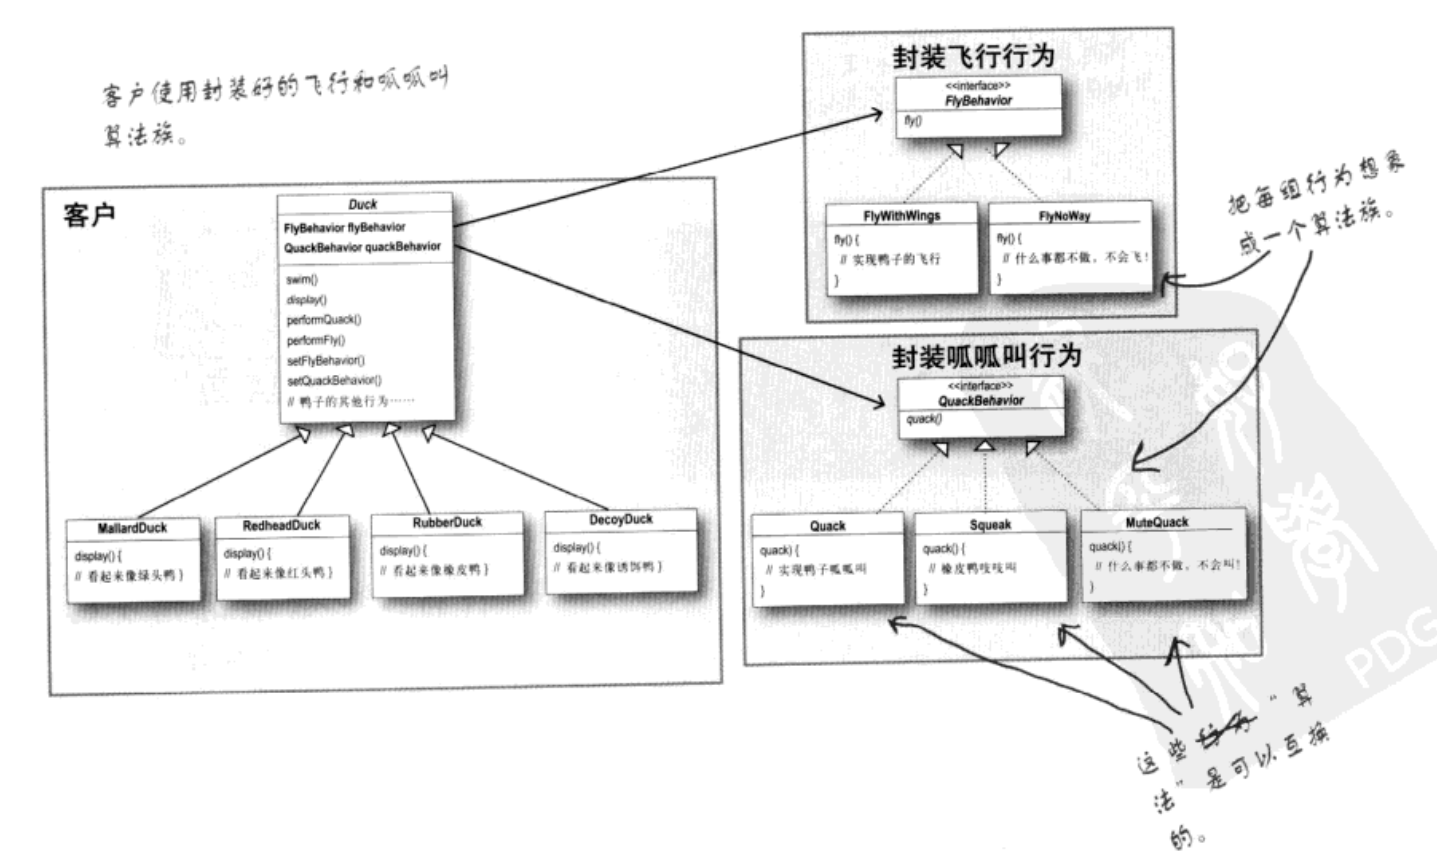 客户使用封装好的飞行和呱呱叫
算法族。
客户
Duck
FlyBehavior flyBehavior
QuackBehavior quackBehavior
swim()
display()
performQuack()
performFly()
setFlyBehavior()
setQuackBehavior()
// 鸭子的其他行为……
MallardDuck
display() {
// 看起来像绿头鸭 }
RedheadDuck
display() {
// 看起来像红头鸭 }
RubberDuck
display() {
// 看起来像橡皮鸭 }
DecoyDuck
display() {
// 看起来像诱饵鸭 }
封装飞行行为
<<interface>>
FlyBehavior
fly()
FlyWithWings
fly() {
// 实现鸭子的飞行
}
FlyNoWay
fly() {
// 什么事都不做，不会飞！
}
把每组行为想象
成一个算法族。
封装呱呱叫行为
<<interface>>
QuackBehavior
quack()
Quack
quack) {
// 实现鸭子呱呱叫
}
Squeak
quack() {
// 橡皮鸭吱吱叫
}
MuteQuack
quack() {
// 什么事都不做，不会叫！
}
这些行为“算
法”是可以互换
的。
PDG